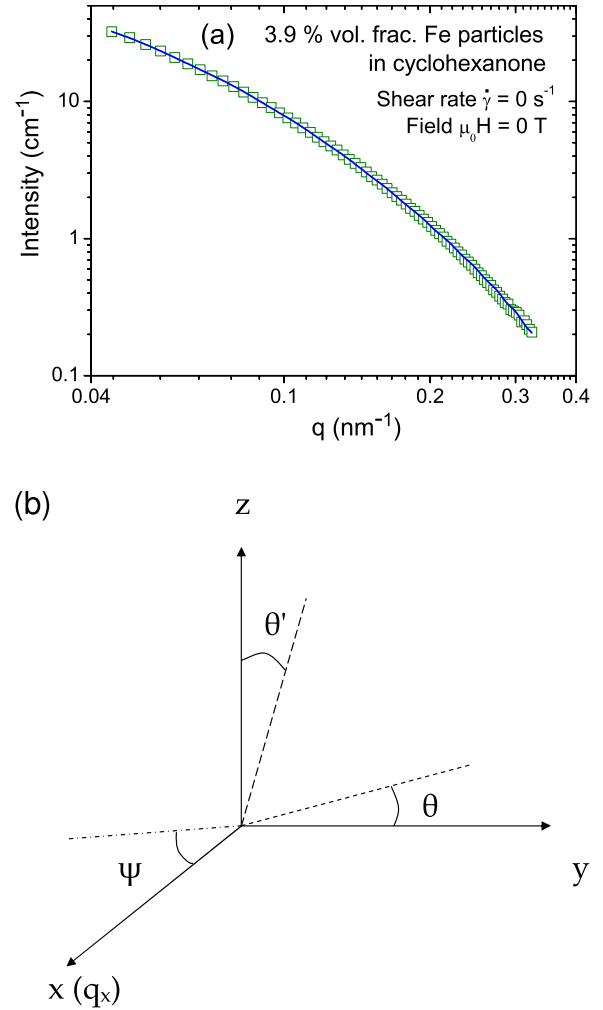 (a) 3.9 % vol. frac. Fe particles
in cyclohexanone
Shear rate γ̇ = 0 s⁻¹
Field μ₀H = 0 T
Intensity (cm⁻¹)
10
1
0.1
0.04 0.1 0.2 0.3 0.4
q (nm⁻¹)
(b)
z
θ'
θ
ψ
y
x (qₓ)